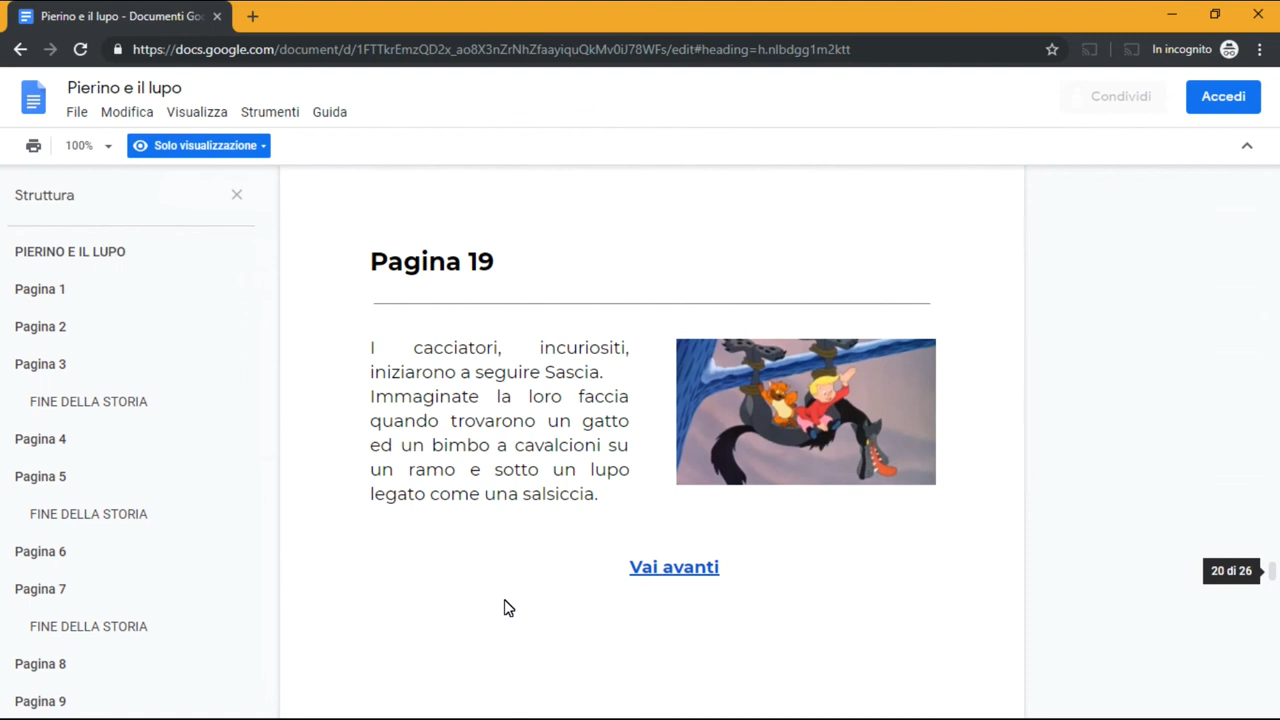 Pierino e il lupo - Documenti Goo
https://docs.google.com/document/d/1FTTkrEmzQD2x_ao8X3nZrNhZfaayiquQkMv0iJ78WFs/edit#heading=h.nlbdgg1m2ktt
In incognito
Pierino e il lupo
File Modifica Visualizza Strumenti Guida
Condividi
Accedi
100%
Solo visualizzazione
Struttura
PIERINO E IL LUPO
Pagina 1
Pagina 2
Pagina 3
FINE DELLA STORIA
Pagina 4
Pagina 5
FINE DELLA STORIA
Pagina 6
Pagina 7
FINE DELLA STORIA
Pagina 8
Pagina 9
Pagina 19
I cacciatori, incuriositi,
iniziarono a seguire Sascia.
Immaginate la loro faccia
quando trovarono un gatto
ed un bimbo a cavalcioni su
un ramo e sotto un lupo
legato come una salsiccia.
Vai avanti
20 di 26